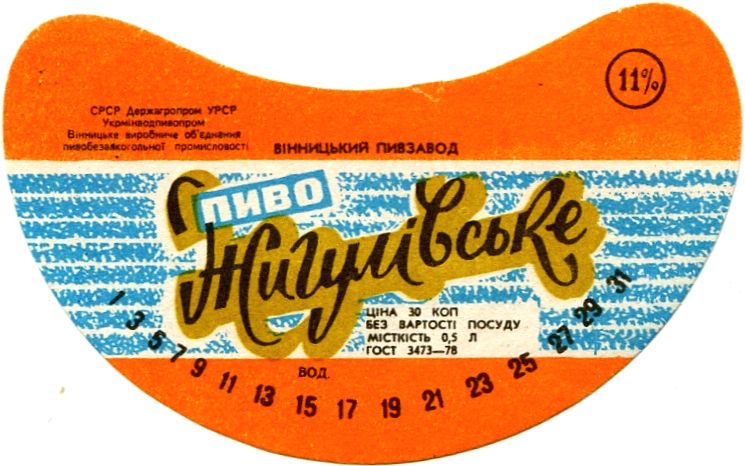 11%
СРСР Держагропром УРСР
Укрмінводпивопром
Вінницьке виробниче об'єднання
пивобезалкогольної промисловості
ВІННИЦЬКИЙ ПИВЗАВОД
ПИВО
Жигулівське
ЦІНА 30 КОП
БЕЗ ВАРТОСТІ ПОСУДУ
МІСТКІСТЬ 0,5 Л
ГОСТ 3473—78
ВОД.
1 3 5 7 9 11 13 15 17 19 21 23 25 27 29 31